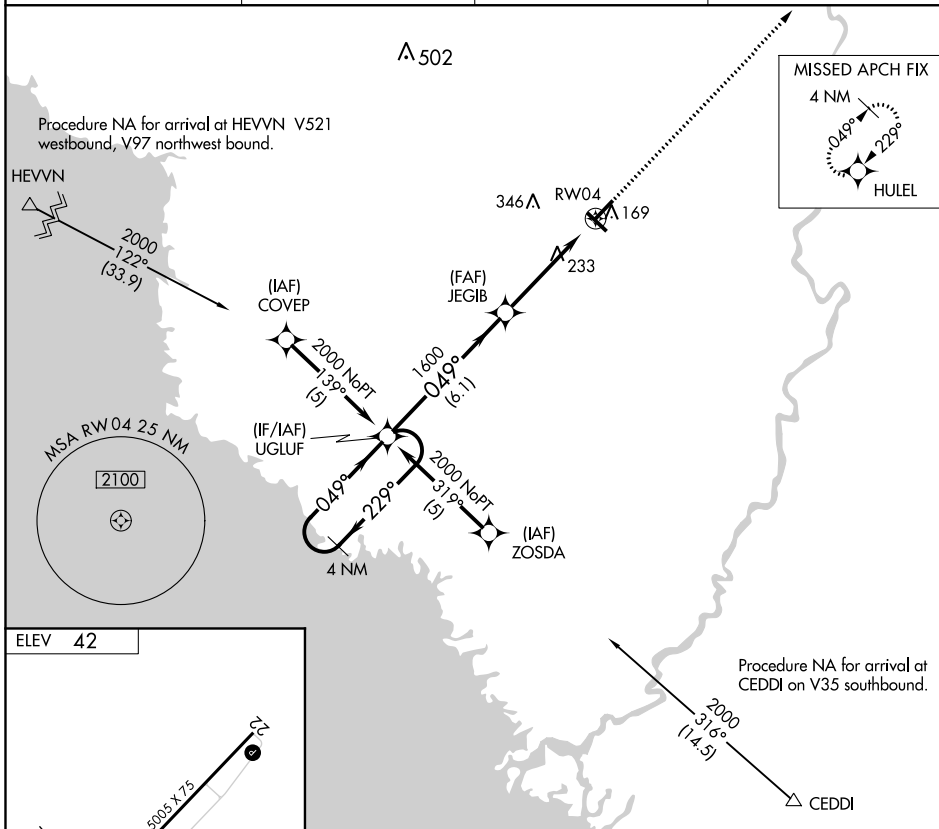 502
MISSED APCH FIX
4 NM
049°
229°
HULEL
Procedure NA for arrival at HEVVN V521
westbound, V97 northwest bound.
HEVVN
2000
122°
(33.9)
346
RW04
169
233
(FAF)
JEGIB
(IAF)
COVEP
2000 NoPT
139°
(5)
1600
049°
(6.1)
(IF/IAF)
UGLUF
MSA RW04 25 NM
2100
049°
229°
4 NM
2000 NoPT
319°
(5)
(IAF)
ZOSDA
ELEV 42
Procedure NA for arrival at
CEDDI on V35 southbound.
2000
316°
(14.5)
CEDDI
22
P
5005 X 75